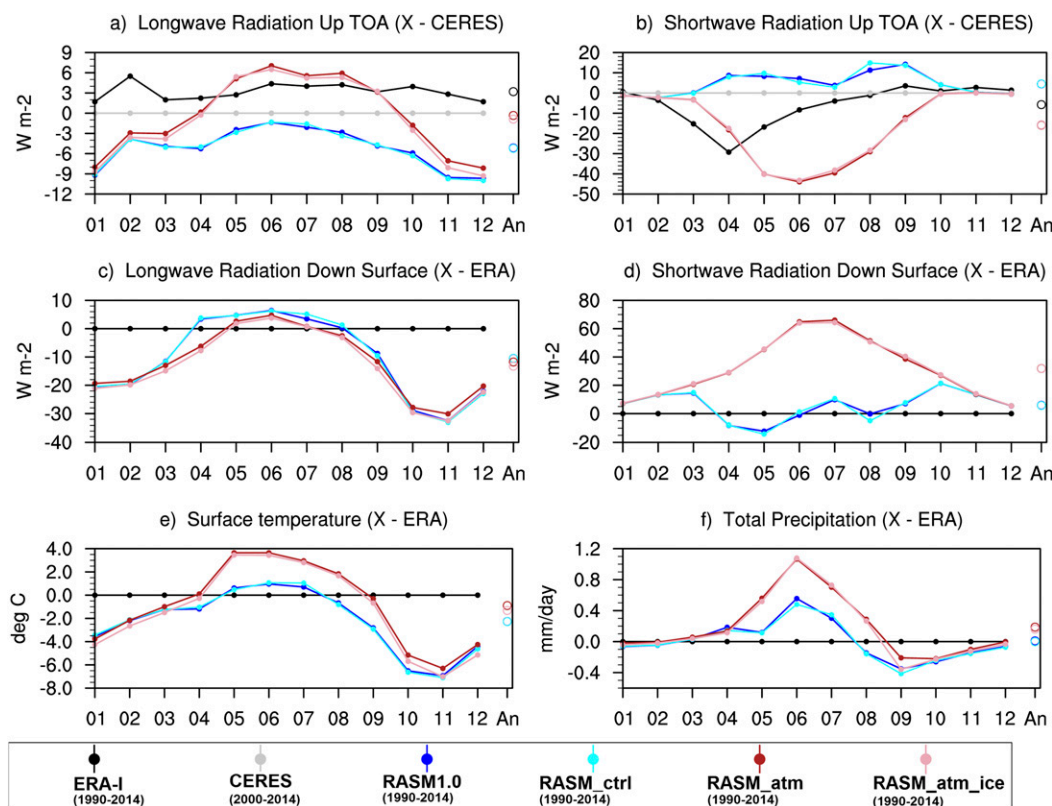 a) Longwave Radiation Up TOA (X - CERES)
b) Shortwave Radiation Up TOA (X - CERES)
W m-2
9
6
3
0
-3
-6
-9
-12
01 02 03 04 05 06 07 08 09 10 11 12 An
W m-2
20
10
0
-10
-20
-30
-40
-50
01 02 03 04 05 06 07 08 09 10 11 12 An
c) Longwave Radiation Down Surface (X - ERA)
d) Shortwave Radiation Down Surface (X - ERA)
W m-2
10
0
-10
-20
-30
-40
01 02 03 04 05 06 07 08 09 10 11 12 An
W m-2
80
60
40
20
0
-20
01 02 03 04 05 06 07 08 09 10 11 12 An
e) Surface temperature (X - ERA)
f) Total Precipitation (X - ERA)
deg C
4.0
2.0
0.0
-2.0
-4.0
-6.0
-8.0
01 02 03 04 05 06 07 08 09 10 11 12 An
mm/day
1.2
0.8
0.4
0.0
-0.4
01 02 03 04 05 06 07 08 09 10 11 12 An
ERA-I CERES RASM1.0 RASM_ctrl RASM_atm RASM_atm_ice
(1990-2014) (2000-2014) (1990-2014) (1990-2014) (1990-2014) (1990-2014)